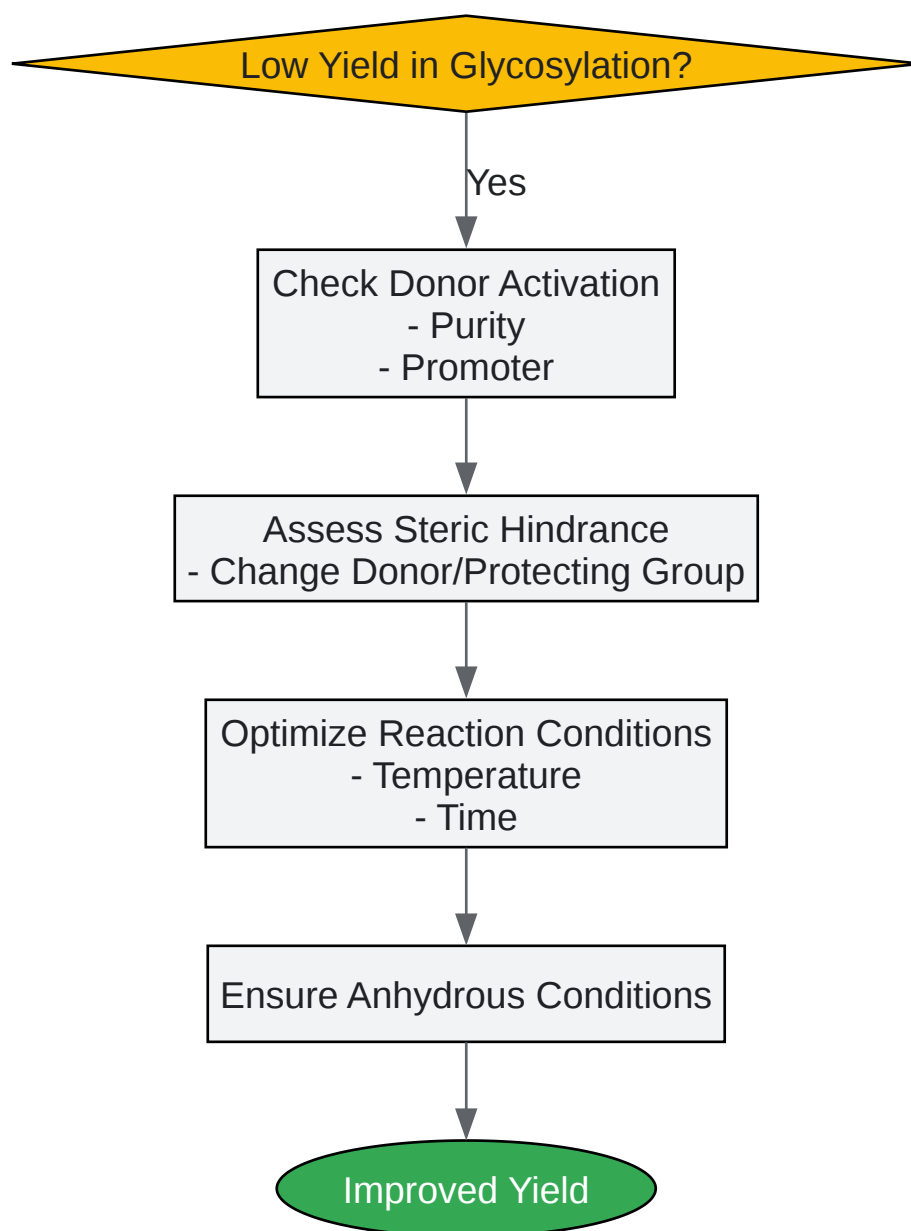 Low Yield in Glycosylation?
Yes
Check Donor Activation
- Purity
- Promoter
Assess Steric Hindrance
- Change Donor/Protecting Group
Optimize Reaction Conditions
- Temperature
- Time
Ensure Anhydrous Conditions
Improved Yield